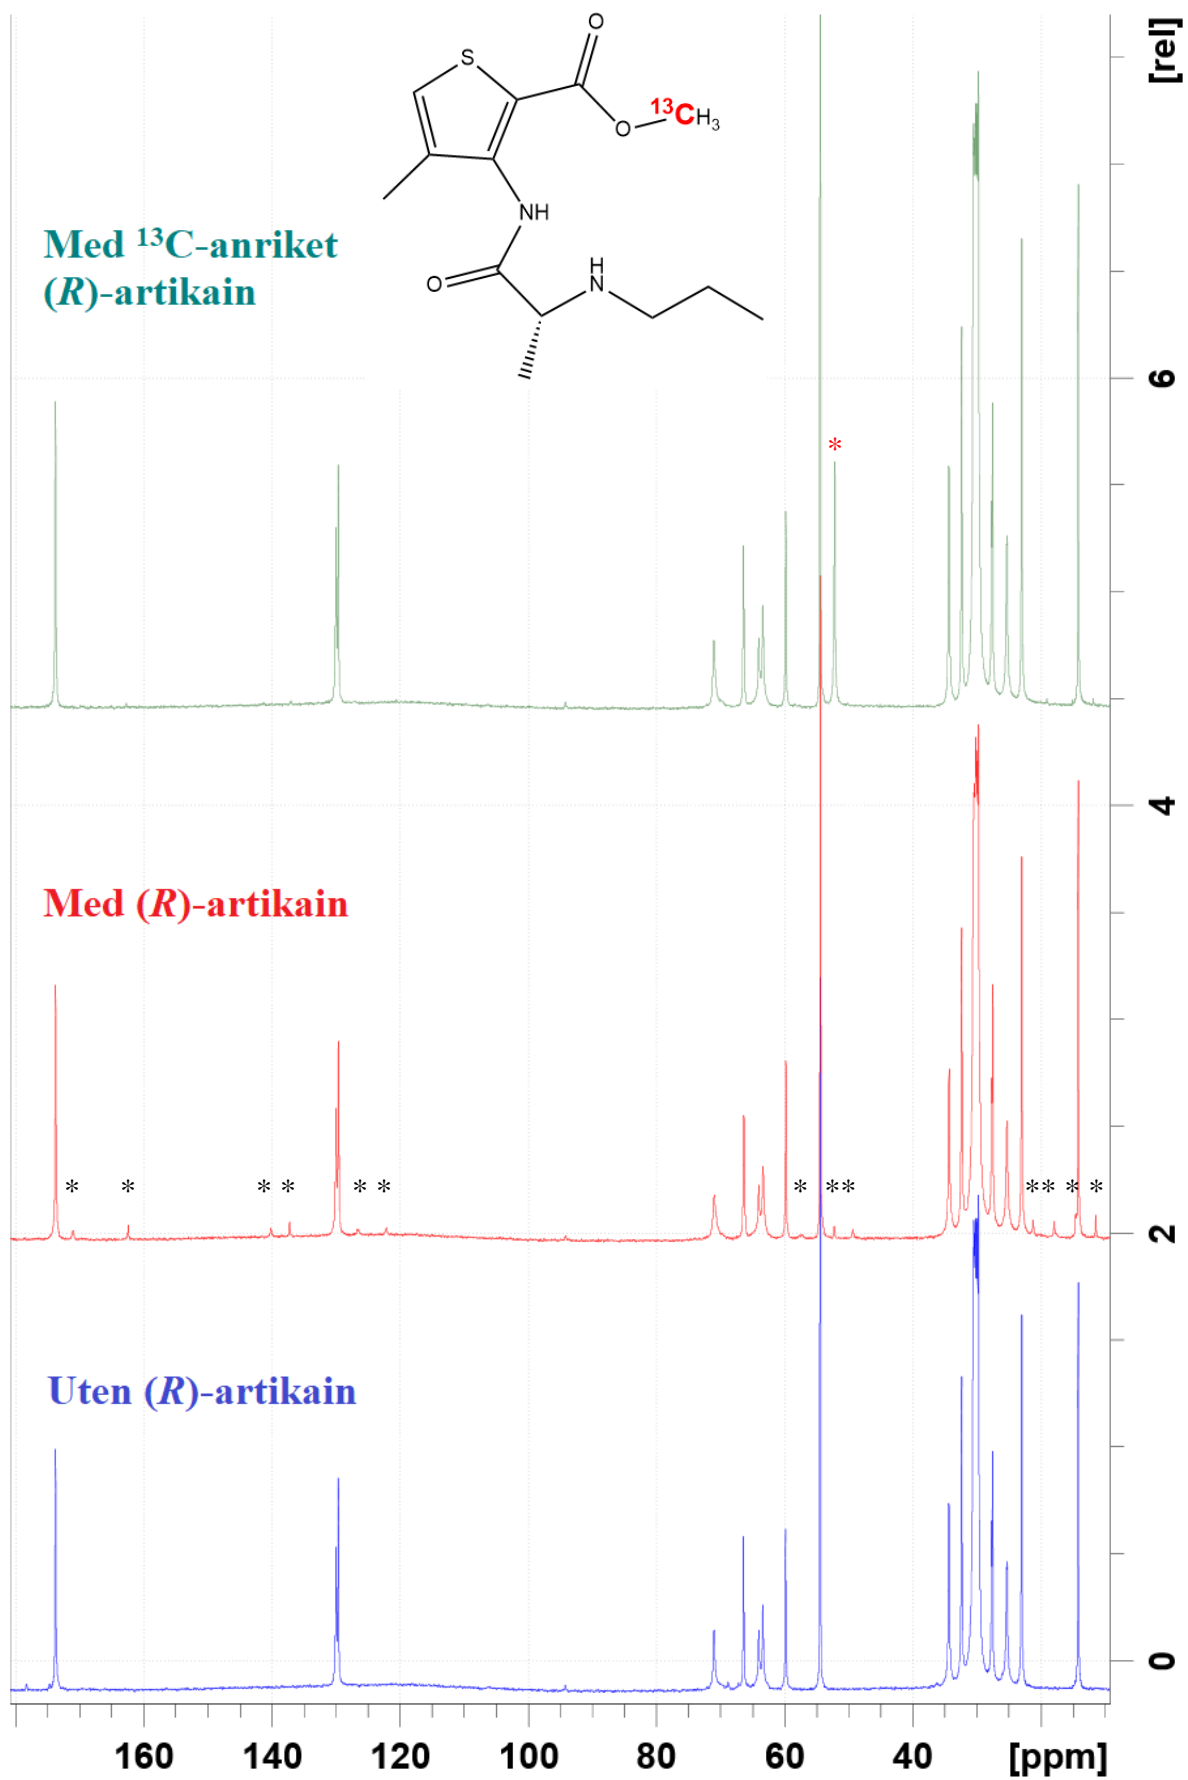 [rel]
S
O
O
¹³CH₃
NH
O
H
N
Med ¹³C-anriket
(R)-artikain
6
*
4
Med (R)-artikain
* * * * * * * * * * * * *
2
Uten (R)-artikain
0
160 140 120 100 80 60 40 [ppm]